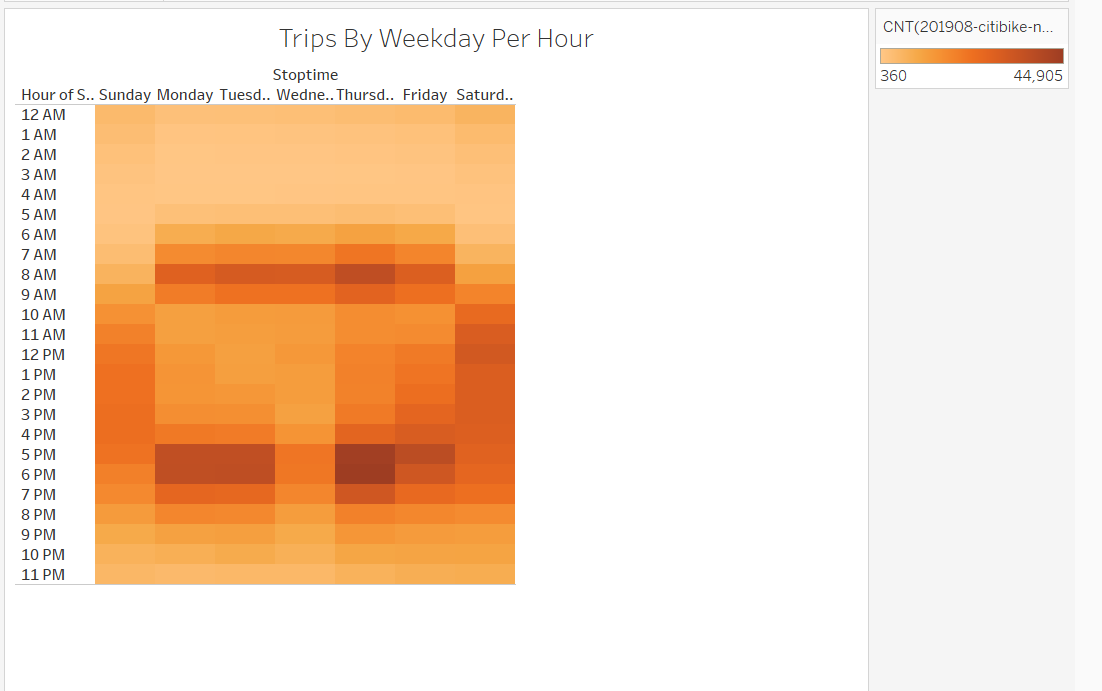 Trips By Weekday Per Hour
CNT(201908-citibike-n...
360 44,905
Stoptime
Hour of S.. Sunday Monday Tuesd.. Wedne.. Thursd.. Friday Saturd..
12 AM
1 AM
2 AM
3 AM
4 AM
5 AM
6 AM
7 AM
8 AM
9 AM
10 AM
11 AM
12 PM
1 PM
2 PM
3 PM
4 PM
5 PM
6 PM
7 PM
8 PM
9 PM
10 PM
11 PM